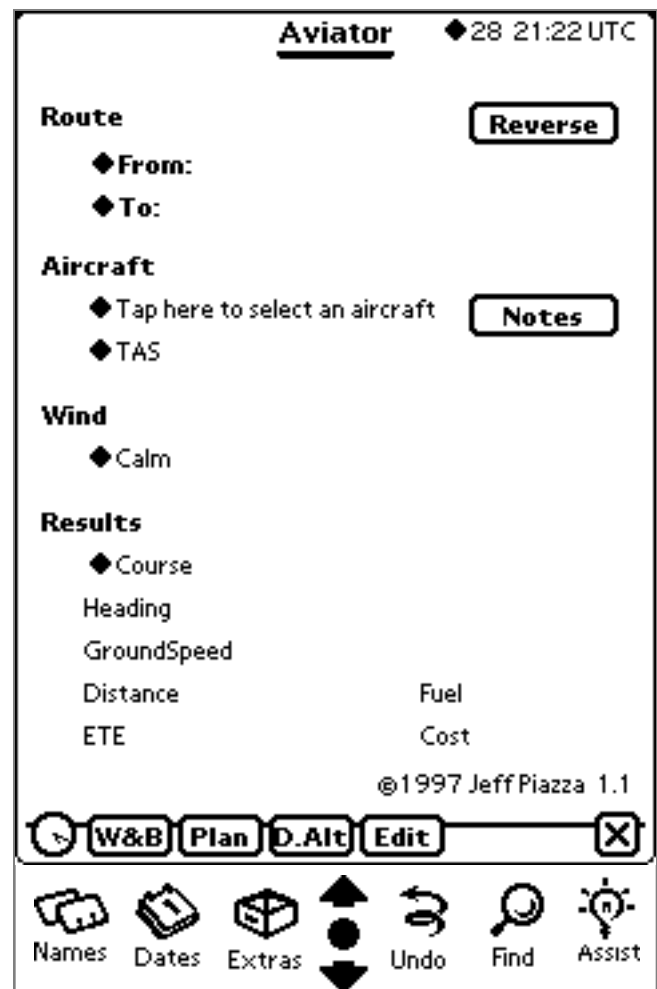 Aviator ◆28 21:22 UTC
Route Reverse
◆From:
◆To:
Aircraft
◆Tap here to select an aircraft Notes
◆TAS
Wind
◆Calm
Results
◆Course
Heading
GroundSpeed
Distance Fuel
ETE Cost
©1997 Jeff Piazza 1.1
W&B Plan D.Alt Edit X
Names Dates Extras Undo Find Assist